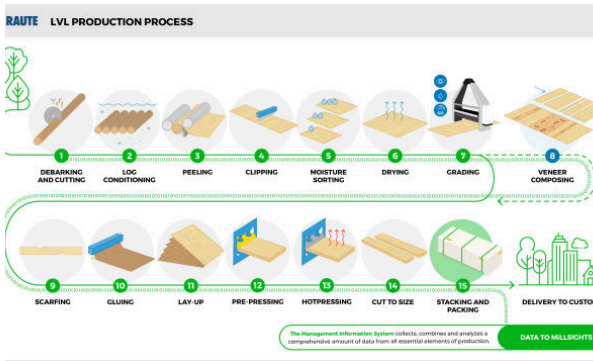 RAUTE LVL PRODUCTION PROCESS
1 2 3 4 5 6 7 8
DEBARKING
AND CUTTING
LOG
CONDITIONING
PEELING
CLIPPING
MOISTURE
SORTING
DRYING
GRADING
VENEER
COMPOSING
9 10 11 12 13 14 15
SCARFING
GLUING
LAY-UP
PRE-PRESSING
HOTPRESSING
CUT TO SIZE
STACKING AND
PACKING
DELIVERY TO CUSTO
The Management Information System collects, combines and analyzes a
comprehensive amount of data from all essential elements of production.
DATA TO MILLSIGHTS